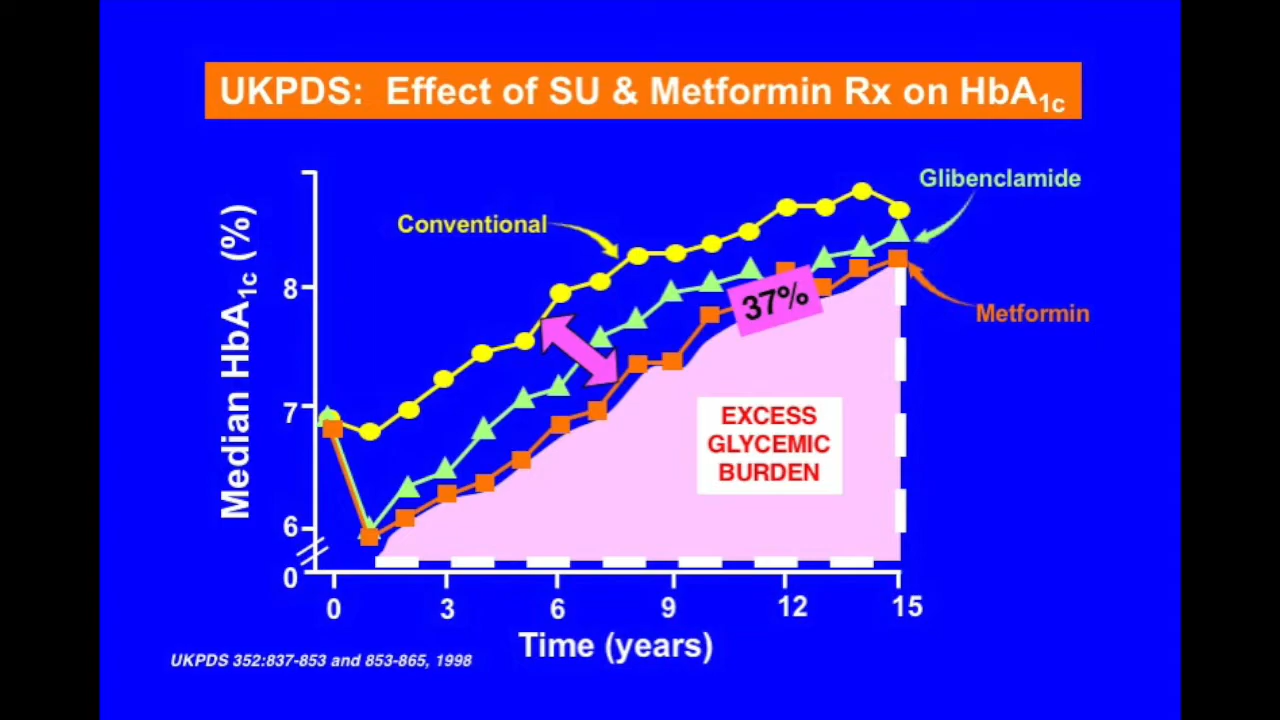 UKPDS: Effect of SU & Metformin Rx on HbA1c
Glibenclamide
Conventional
Median HbA1c (%)
8
37%
Metformin
7
EXCESS
GLYCEMIC
BURDEN
6
0
0 3 6 9 12 15
Time (years)
UKPDS 352:837-853 and 853-865, 1998